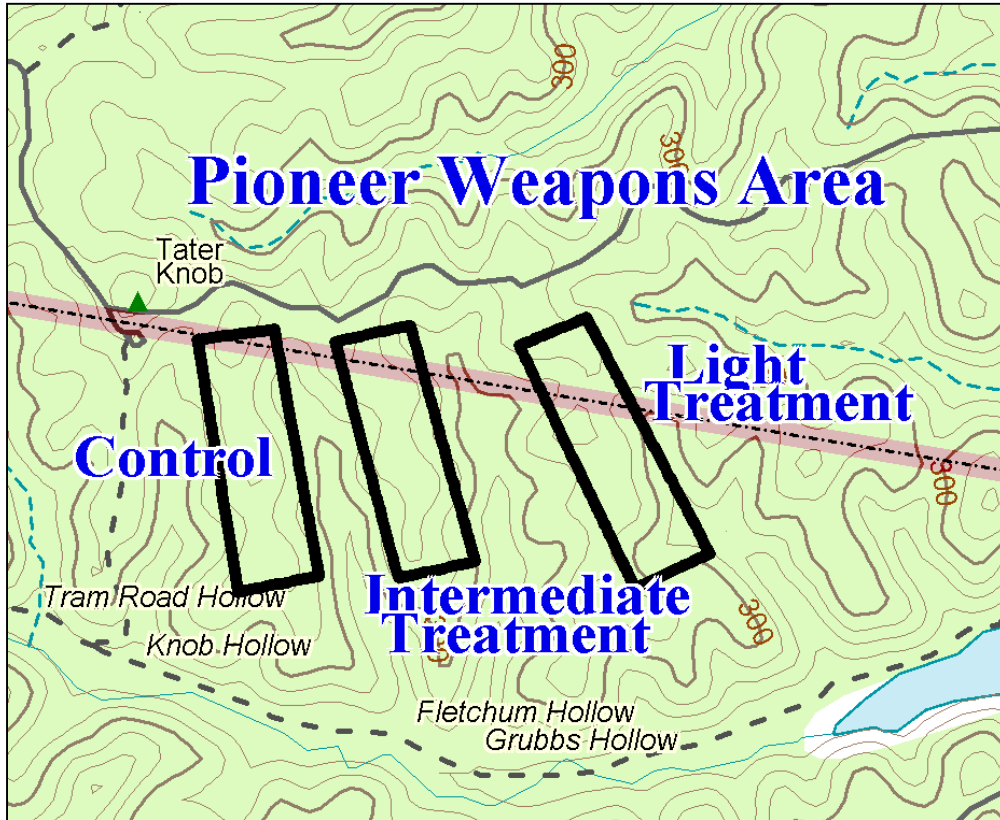 300
300
Pioneer Weapons Area
Tater
Knob
Light
Treatment
Control
300
Tram Road Hollow
Intermediate
Treatment
300
Knob Hollow
Fletchum Hollow
Grubbs Hollow